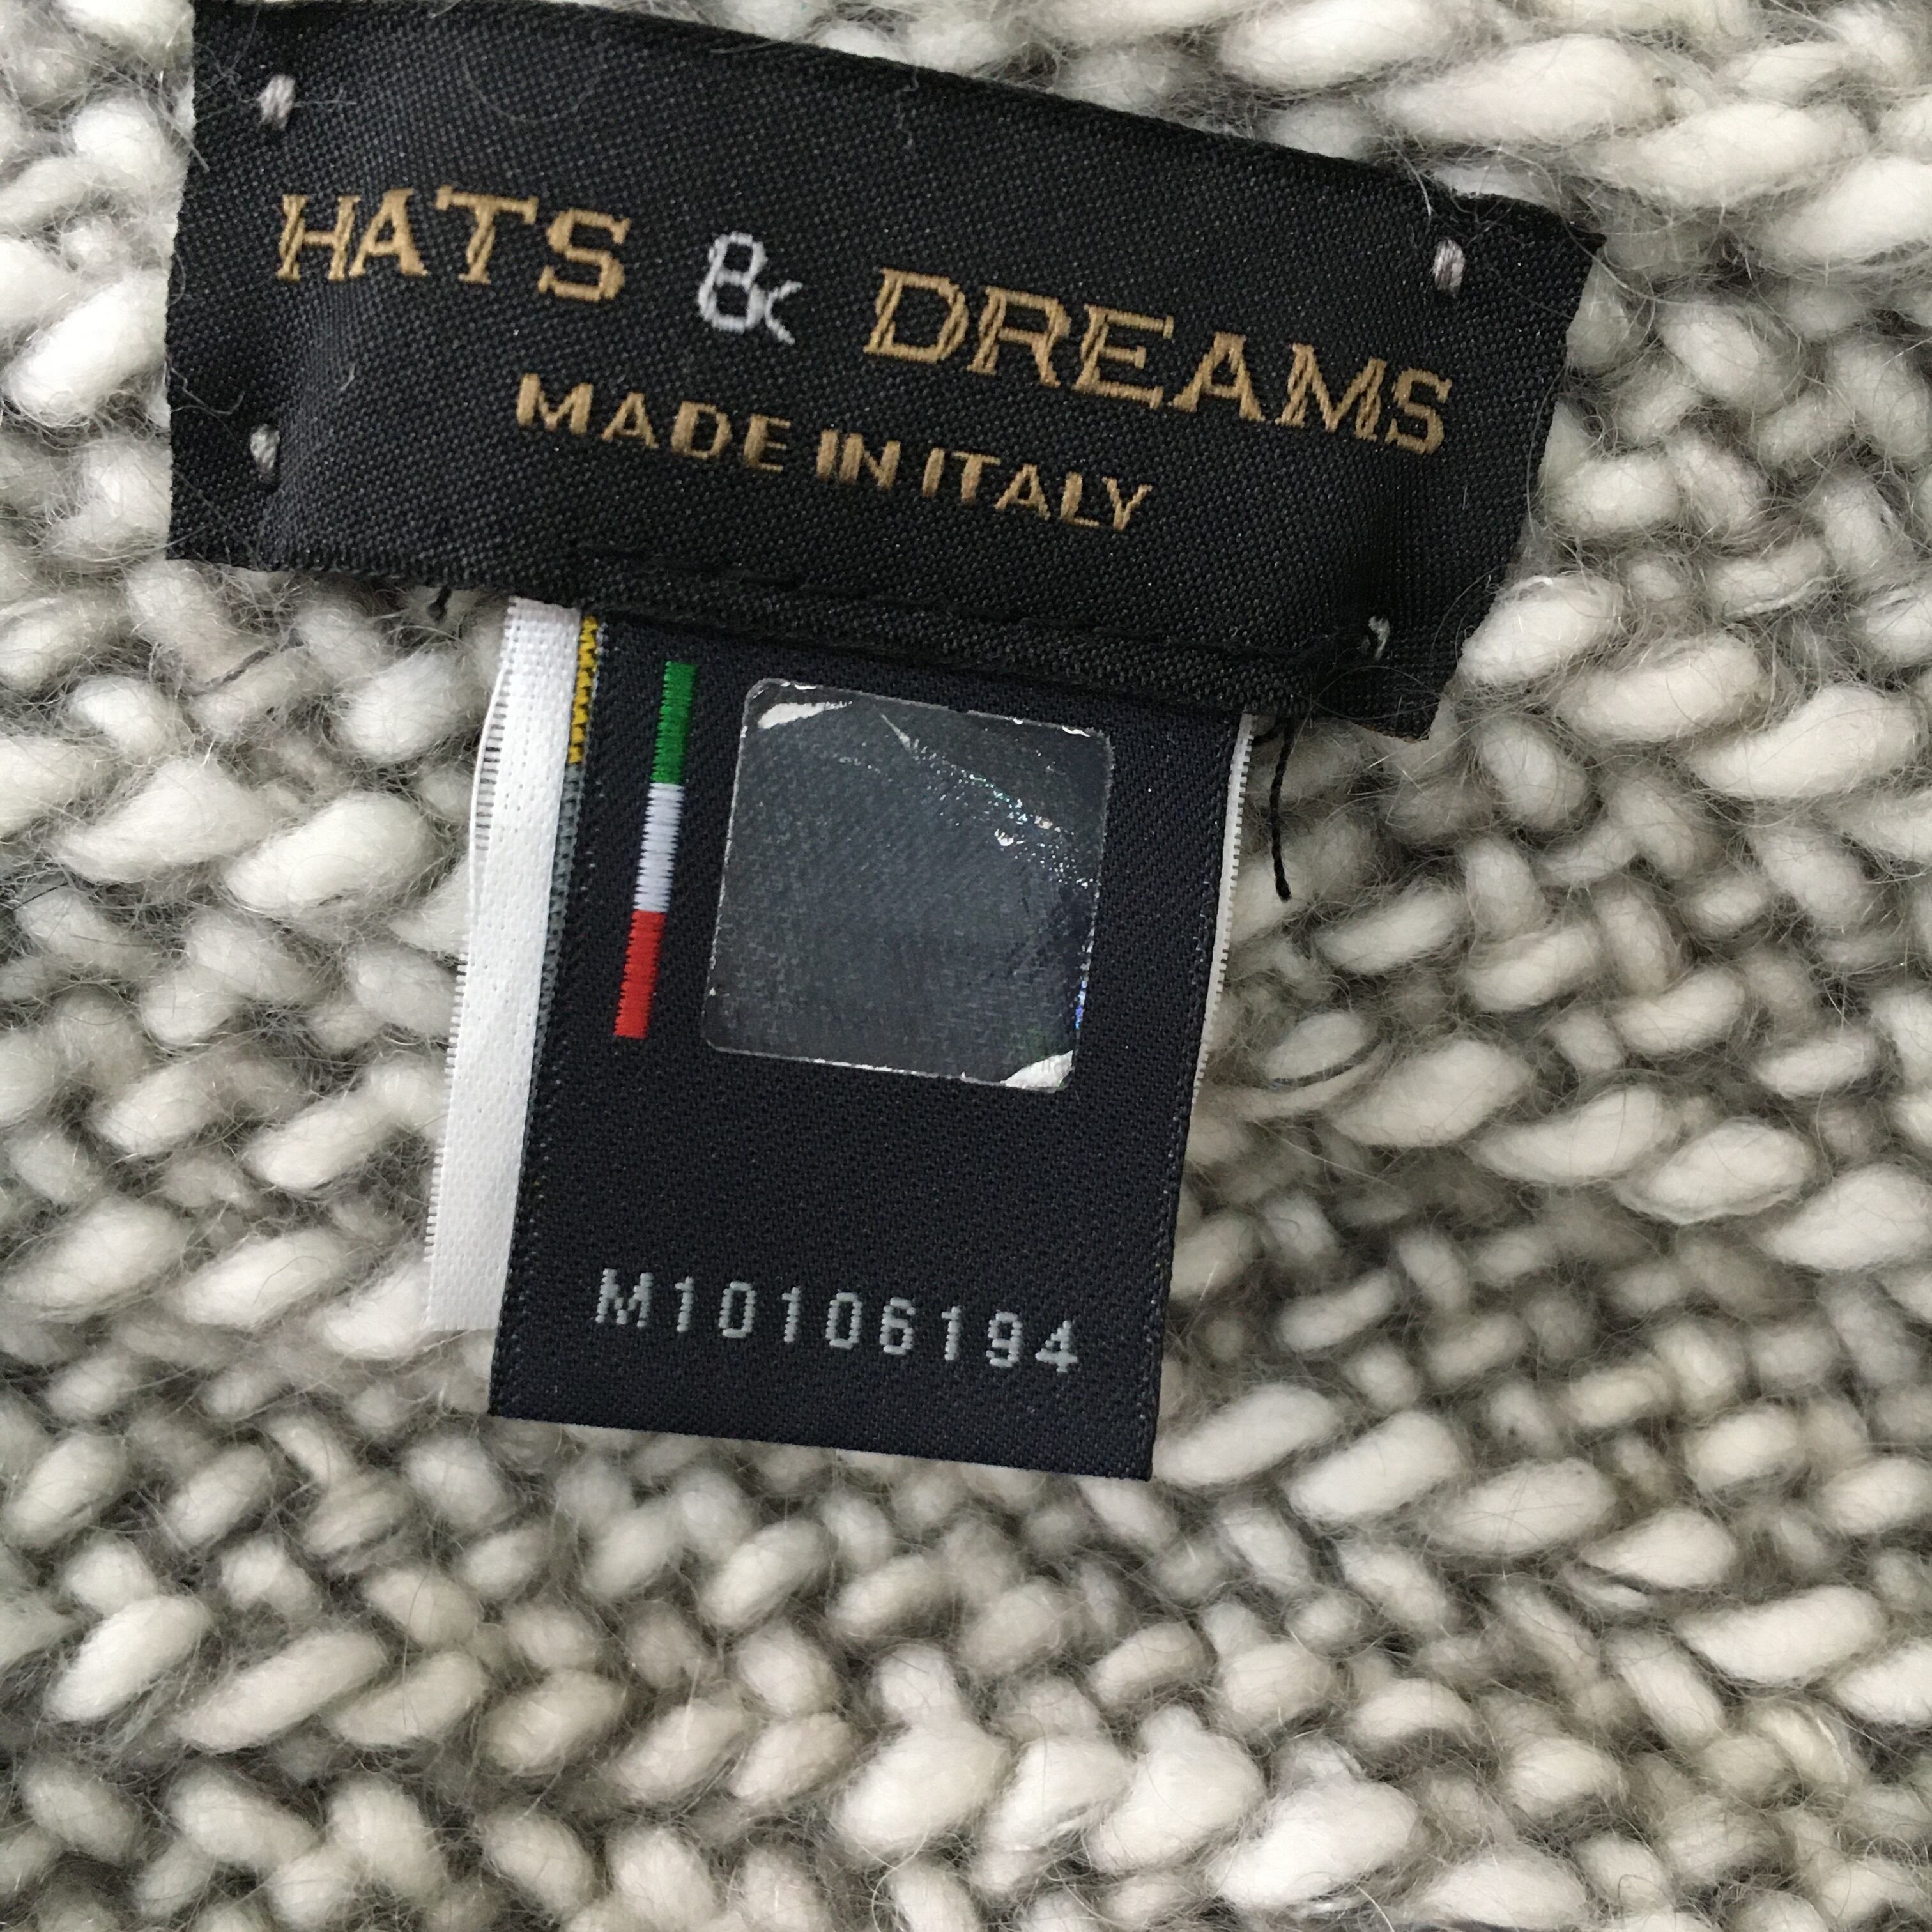 HATS & DREAMS
MADE IN ITALY
M10106194